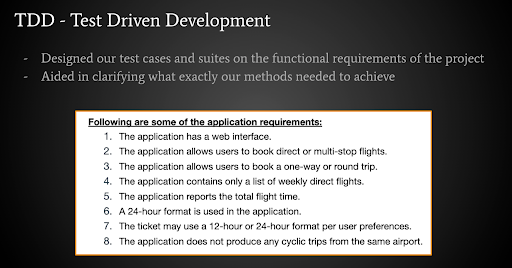 TDD - Test Driven Development
- Designed our test cases and suites on the functional requirements of the project
- Aided in clarifying what exactly our methods needed to achieve
Following are some of the application requirements:
1. The application has a web interface.
2. The application allows users to book direct or multi-stop flights.
3. The application allows users to book a one-way or round trip.
4. The application contains only a list of weekly direct flights.
5. The application reports the total flight time.
6. A 24-hour format is used in the application.
7. The ticket may use a 12-hour or 24-hour format per user preferences.
8. The application does not produce any cyclic trips from the same airport.